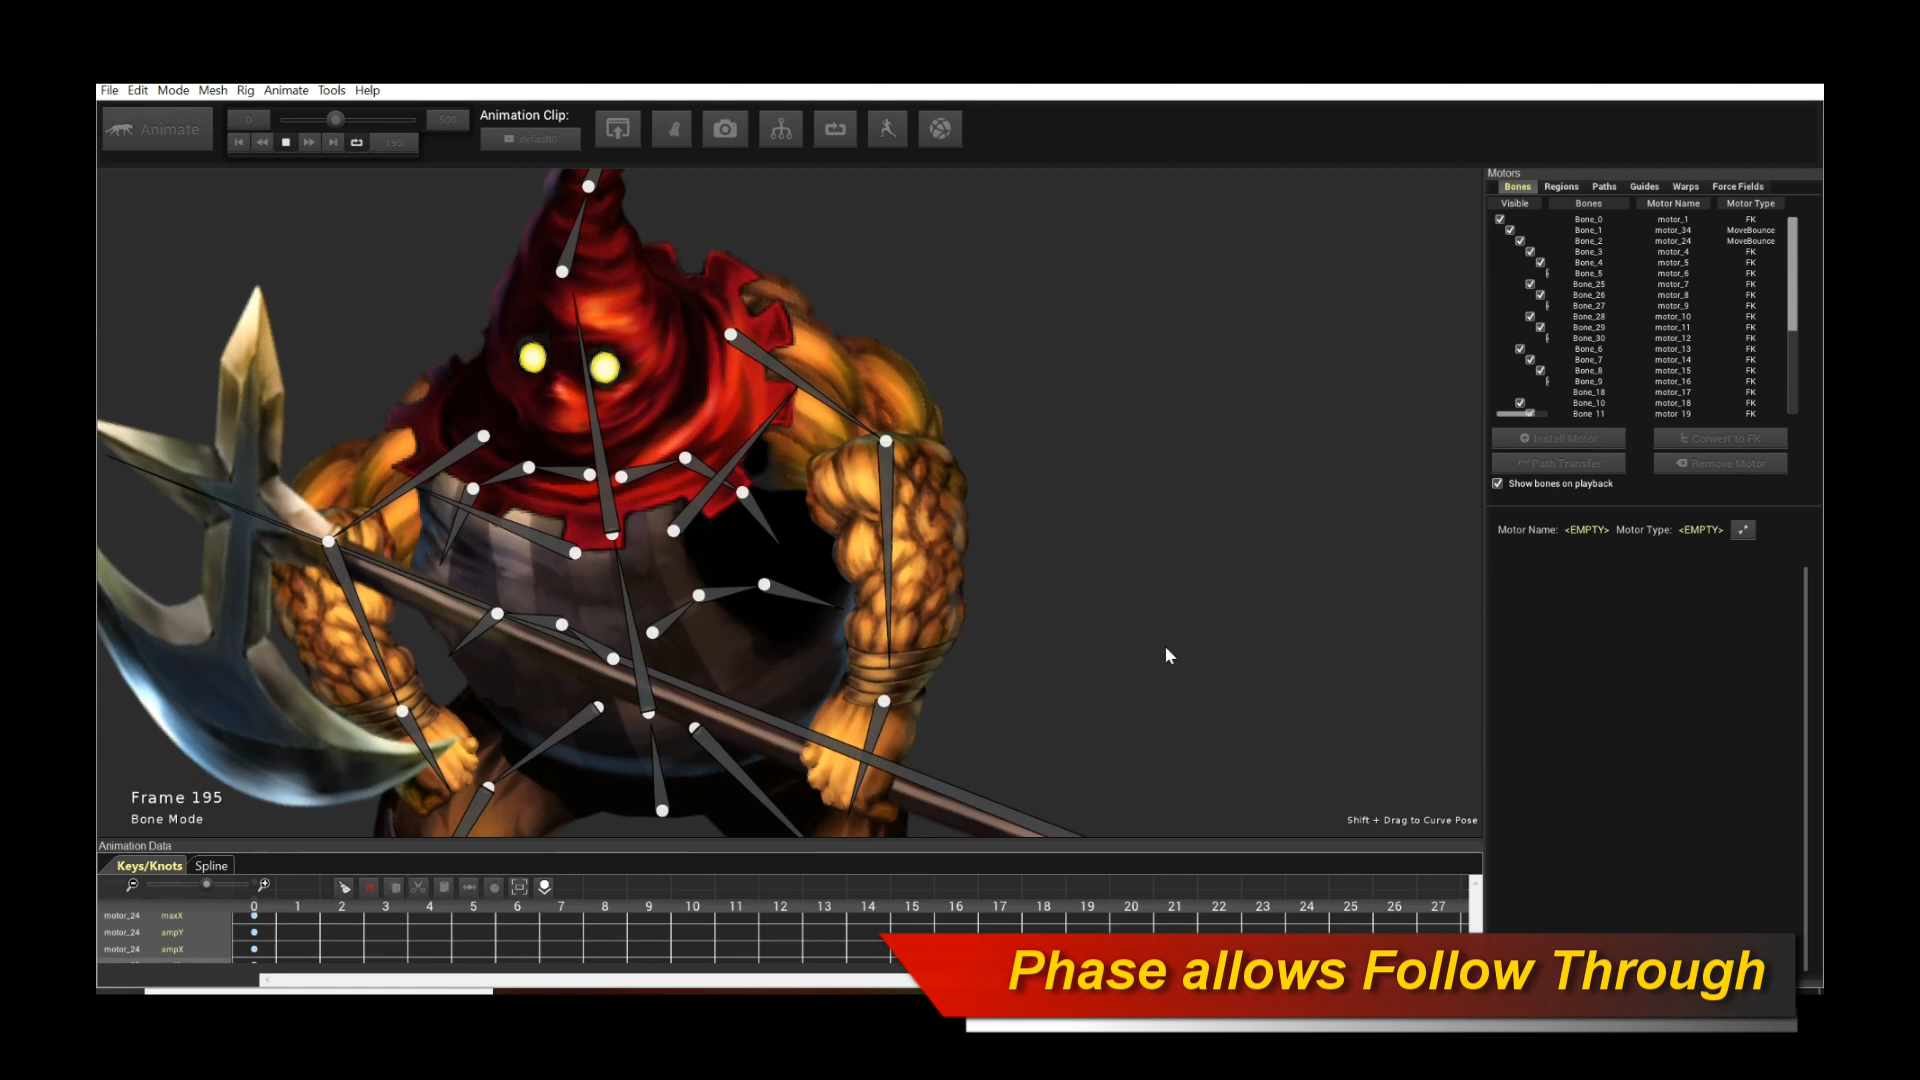 File Edit Mode Mesh Rig Animate Tools Help
Animate
0 500
195
Animation Clip:
default0
Motors
Bones Regions Paths Guides Warps Force Fields
Visible Bones Motor Name Motor Type
Bone_0 motor_1 FK
Bone_1 motor_34 MoveBounce
Bone_2 motor_24 MoveBounce
Bone_3 motor_4 FK
Bone_4 motor_5 FK
Bone_5 motor_6 FK
Bone_25 motor_7 FK
Bone_26 motor_8 FK
Bone_27 motor_9 FK
Bone_28 motor_10 FK
Bone_29 motor_11 FK
Bone_30 motor_12 FK
Bone_6 motor_13 FK
Bone_7 motor_14 FK
Bone_8 motor_15 FK
Bone_9 motor_16 FK
Bone_18 motor_17 FK
Bone_10 motor_18 FK
Bone 11 motor 19 FK
Install Motor Convert to FK
Path Transfer Remove Motor
Show bones on playback
Motor Name: <EMPTY> Motor Type: <EMPTY>
Frame 195
Bone Mode
Shift + Drag to Curve Pose
Animation Data
Keys/Knots Spline
0 1 2 3 4 5 6 7 8 9 10 11 12 13 14 15 16 17 18 19 20 21 22 23 24 25 26 27
motor_24 maxX
motor_24 ampY
motor_24 ampX
Phase allows Follow Through